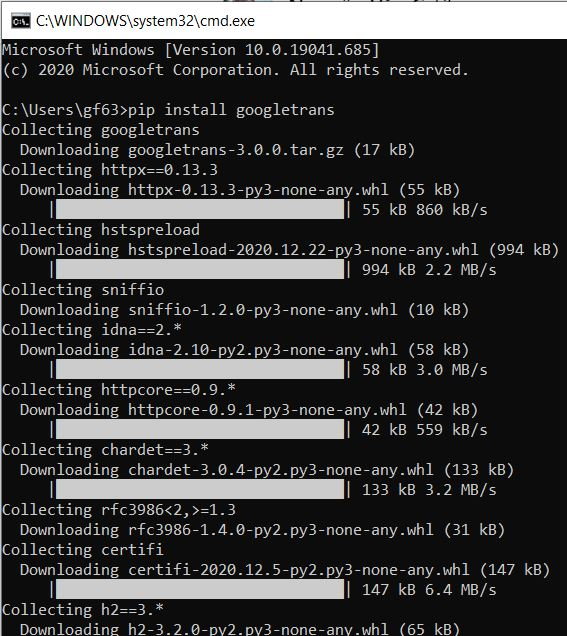 C:\WINDOWS\system32\cmd.exe
Microsoft Windows [Version 10.0.19041.685]
(c) 2020 Microsoft Corporation. All rights reserved.
C:\Users\gf63>pip install googletrans
Collecting googletrans
  Downloading googletrans-3.0.0.tar.gz (17 kB)
Collecting httpx==0.13.3
  Downloading httpx-0.13.3-py3-none-any.whl (55 kB)
     |████████████████████████████████| 55 kB 860 kB/s
Collecting hstspreload
  Downloading hstspreload-2020.12.22-py3-none-any.whl (994 kB)
     |████████████████████████████████| 994 kB 2.2 MB/s
Collecting sniffio
  Downloading sniffio-1.2.0-py3-none-any.whl (10 kB)
Collecting idna==2.*
  Downloading idna-2.10-py2.py3-none-any.whl (58 kB)
     |████████████████████████████████| 58 kB 3.0 MB/s
Collecting httpcore==0.9.*
  Downloading httpcore-0.9.1-py3-none-any.whl (42 kB)
     |████████████████████████████████| 42 kB 559 kB/s
Collecting chardet==3.*
  Downloading chardet-3.0.4-py2.py3-none-any.whl (133 kB)
     |████████████████████████████████| 133 kB 3.2 MB/s
Collecting rfc3986<2,>=1.3
  Downloading rfc3986-1.4.0-py2.py3-none-any.whl (31 kB)
Collecting certifi
  Downloading certifi-2020.12.5-py2.py3-none-any.whl (147 kB)
     |████████████████████████████████| 147 kB 6.4 MB/s
Collecting h2==3.*
  Downloading h2-3.2.0-py2.py3-none-any.whl (65 kB)